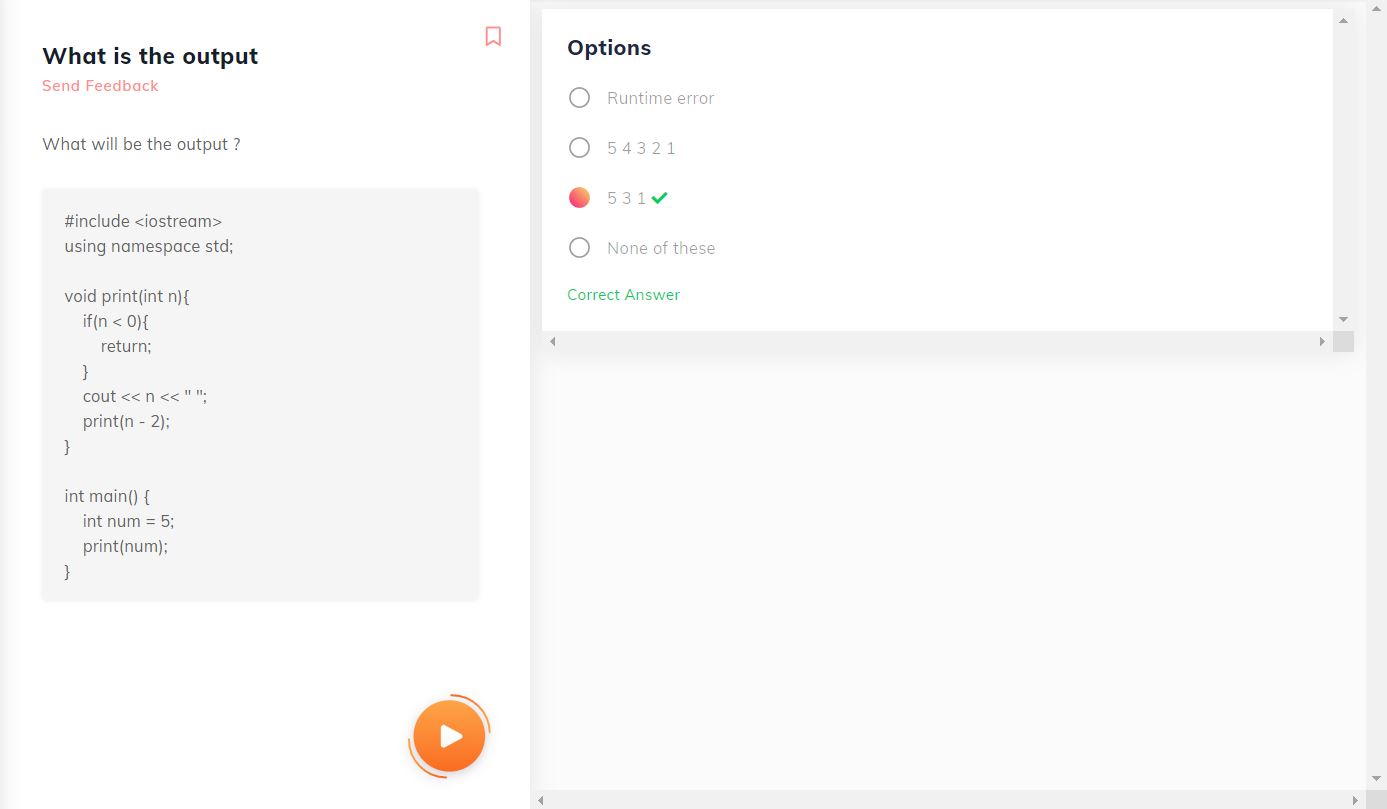 What is the output
Send Feedback
What will be the output ?
#include <iostream>
using namespace std;
void print(int n){
if(n < 0){
return;
}
cout << n << " ";
print(n - 2);
}
int main() {
int num = 5;
print(num);
}
Options
Runtime error
5 4 3 2 1
5 3 1
None of these
Correct Answer